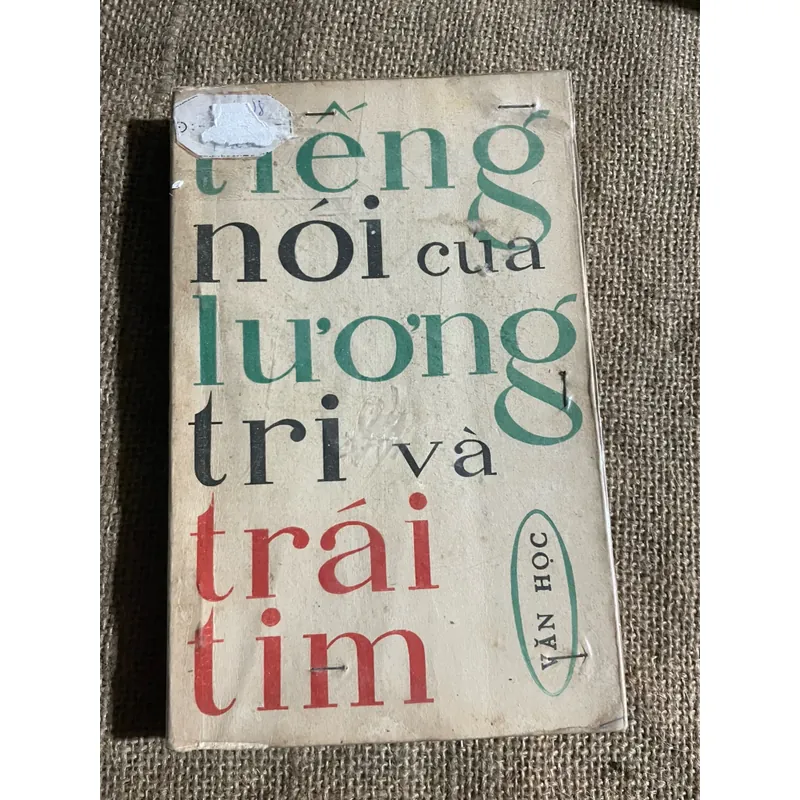 tiếng
nói của
lương
tri và
trái
tim
VĂN HỌC